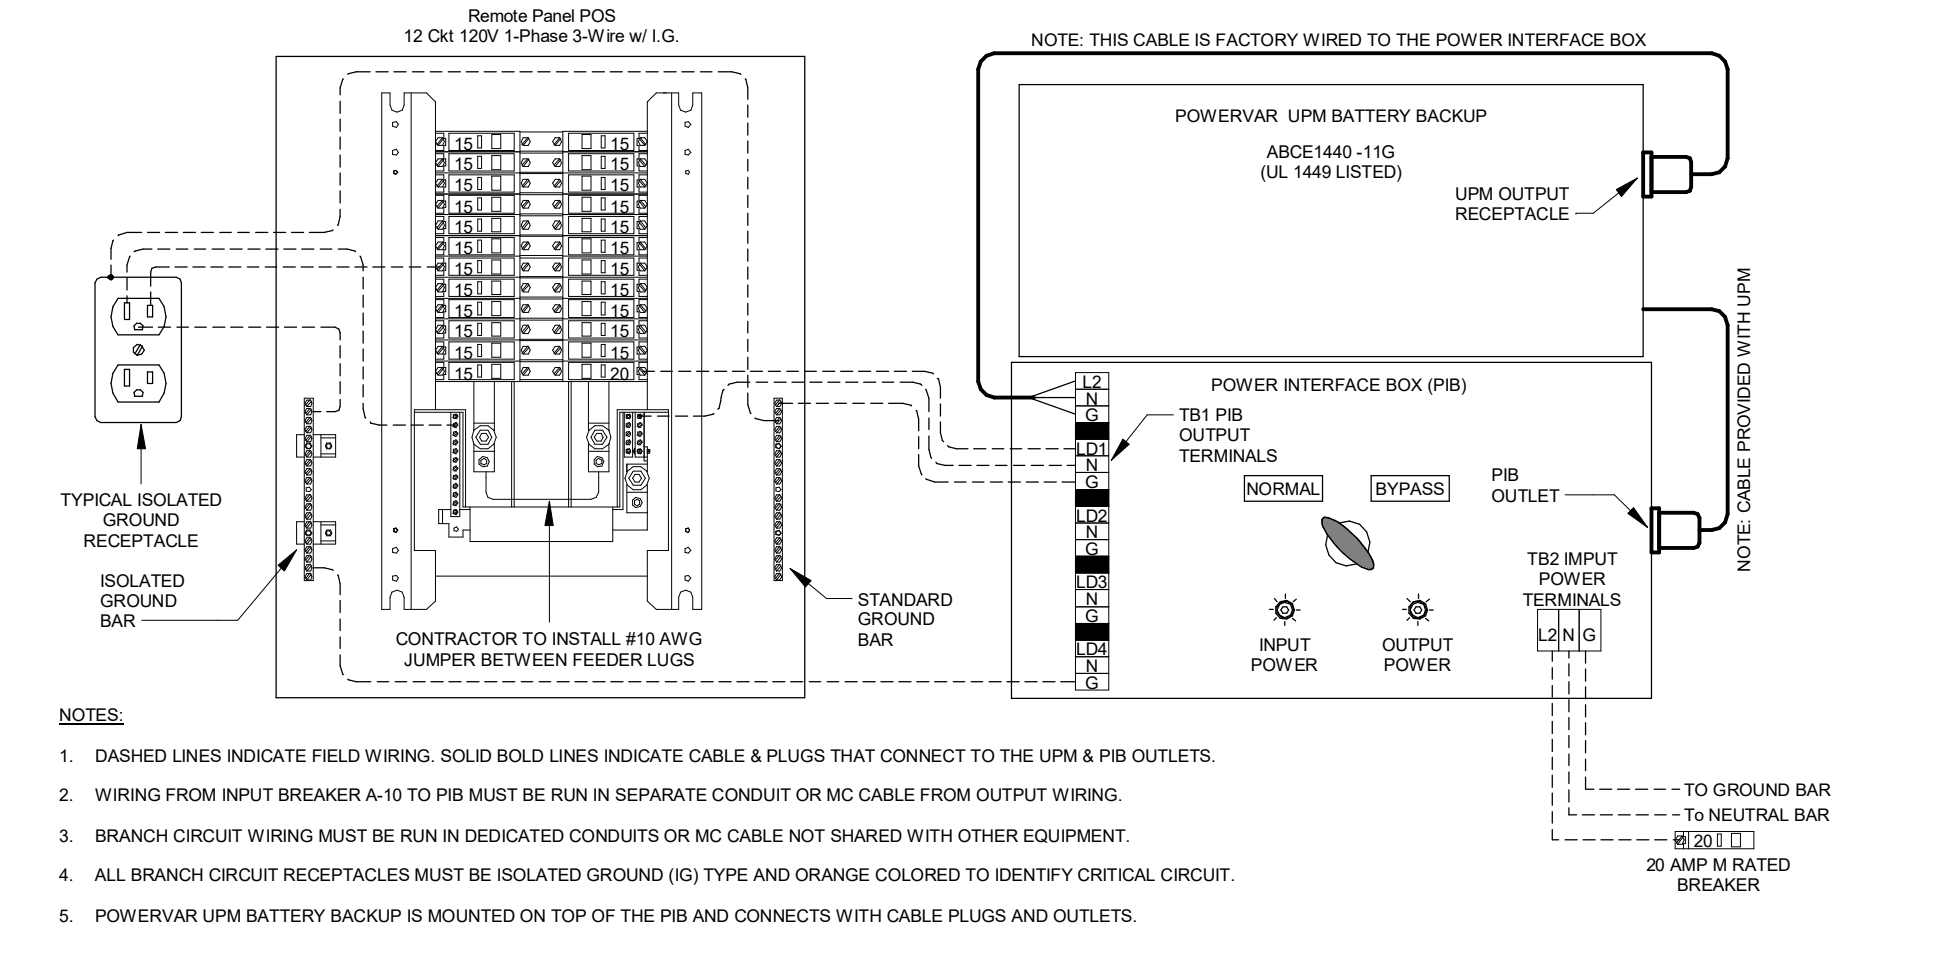 Remote Panel POS
12 Ckt 120V 1-Phase 3-Wire w/ I.G.
NOTE: THIS CABLE IS FACTORY WIRED TO THE POWER INTERFACE BOX
POWERVAR UPM BATTERY BACKUP
ABCE1440 -11G
(UL 1449 LISTED)
UPM OUTPUT
RECEPTACLE
NOTE: CABLE PROVIDED WITH UPM
15 15
15 15
15 15
15 15
15 15
15 15
15 15
15 15
15 15
15 15
15 15
15 20
TYPICAL ISOLATED
GROUND
RECEPTACLE
ISOLATED
GROUND
BAR
CONTRACTOR TO INSTALL #10 AWG
JUMPER BETWEEN FEEDER LUGS
STANDARD
GROUND
BAR
POWER INTERFACE BOX (PIB)
L2
N
G
LD1
N
G
LD2
N
G
LD3
N
G
LD4
N
G
TB1 PIB
OUTPUT
TERMINALS
NORMAL
BYPASS
PIB
OUTLET
INPUT
POWER
OUTPUT
POWER
TB2 IMPUT
POWER
TERMINALS
L2 N G
TO GROUND BAR
To NEUTRAL BAR
20
20 AMP M RATED
BREAKER
NOTES:
1. DASHED LINES INDICATE FIELD WIRING. SOLID BOLD LINES INDICATE CABLE & PLUGS THAT CONNECT TO THE UPM & PIB OUTLETS.
2. WIRING FROM INPUT BREAKER A-10 TO PIB MUST BE RUN IN SEPARATE CONDUIT OR MC CABLE FROM OUTPUT WIRING.
3. BRANCH CIRCUIT WIRING MUST BE RUN IN DEDICATED CONDUITS OR MC CABLE NOT SHARED WITH OTHER EQUIPMENT.
4. ALL BRANCH CIRCUIT RECEPTACLES MUST BE ISOLATED GROUND (IG) TYPE AND ORANGE COLORED TO IDENTIFY CRITICAL CIRCUIT.
5. POWERVAR UPM BATTERY BACKUP IS MOUNTED ON TOP OF THE PIB AND CONNECTS WITH CABLE PLUGS AND OUTLETS.